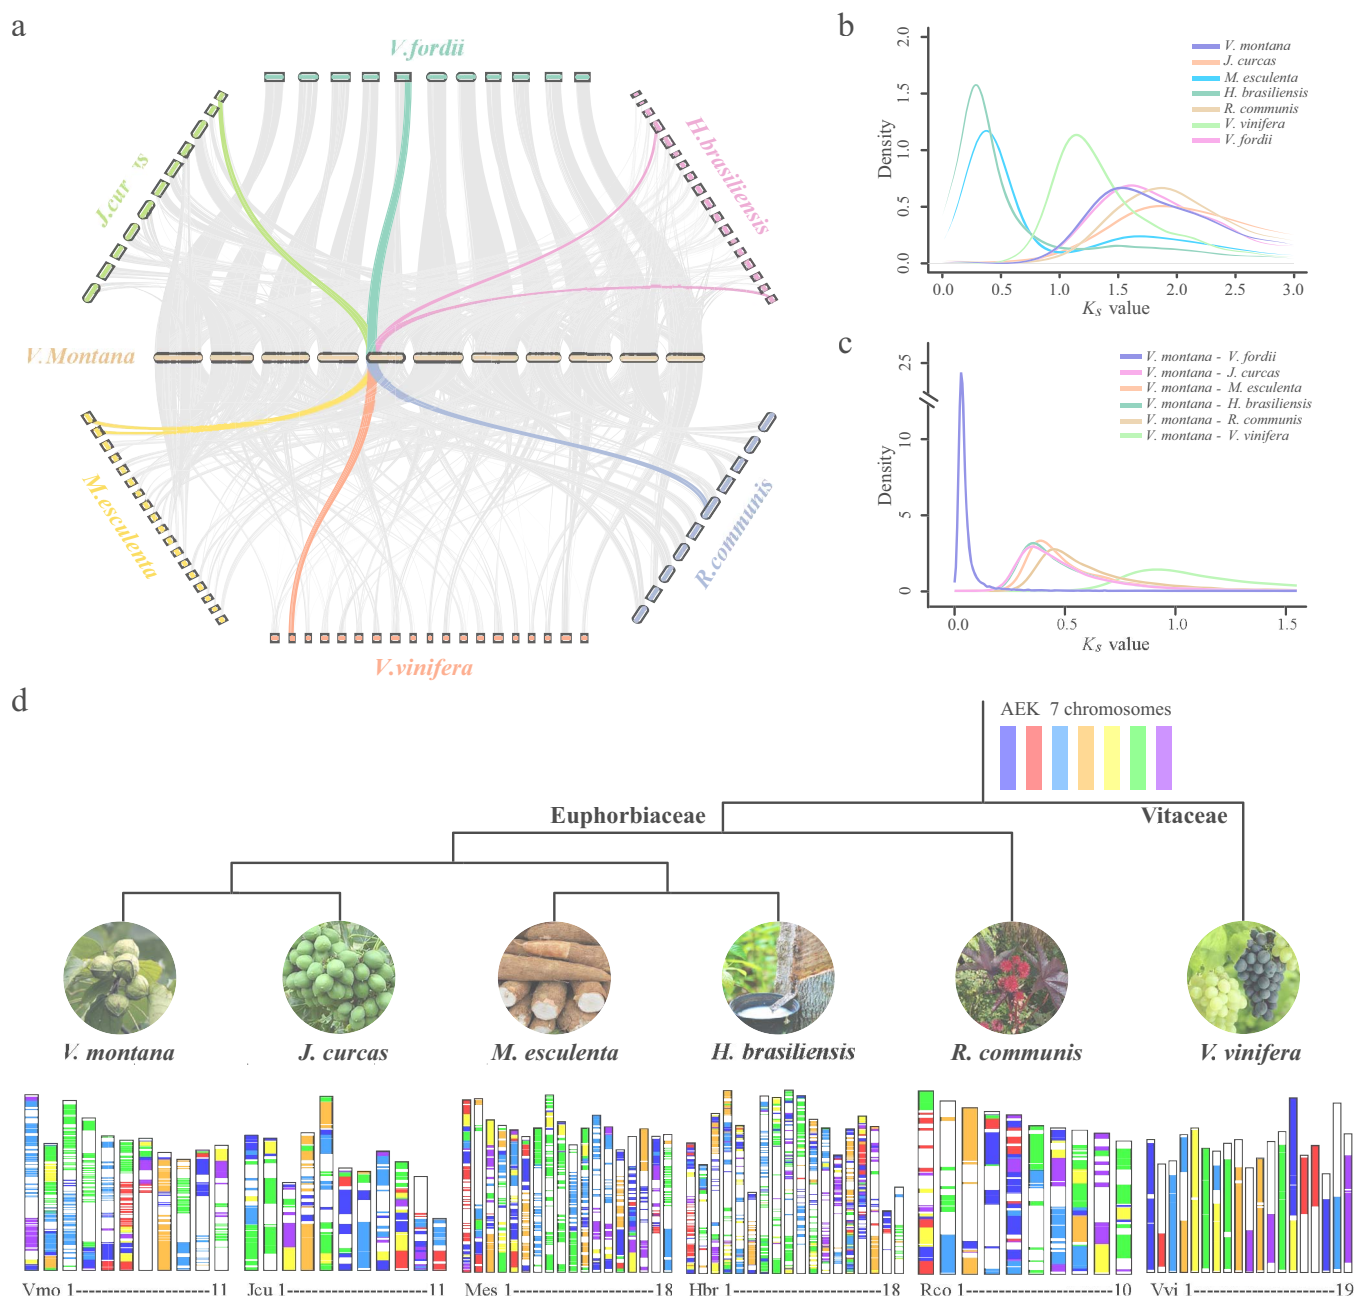 a
V.fordii
J.cur
H.brasiliensis
V.Montana
M.esculenta
R.communis
V.vinifera
b
2.0
1.5
1.0
0.5
0.0
Density
V. montana
J. curcas
M. esculenta
H. brasiliensis
R. communis
V. vinifera
V. fordii
0.0 0.5 1.0 1.5 2.0 2.5 3.0
Ks value
c
25
10
5
0
Density
V. montana - V. fordii
V. montana - J. curcas
V. montana - M. esculenta
V. montana - H. brasiliensis
V. montana - R. communis
V. montana - V. vinifera
0.0 0.5 1.0 1.5
Ks value
d
AEK 7 chromosomes
Euphorbiaceae
Vitaceae
V. montana
J. curcas
M. esculenta
H. brasiliensis
R. communis
V. vinifera
Vmo 1-----------------------11
Jcu 1-----------------------11
Mes 1-----------------------18
Hbr 1-----------------------18
Rco 1-----------------------10
Vvi 1-----------------------19